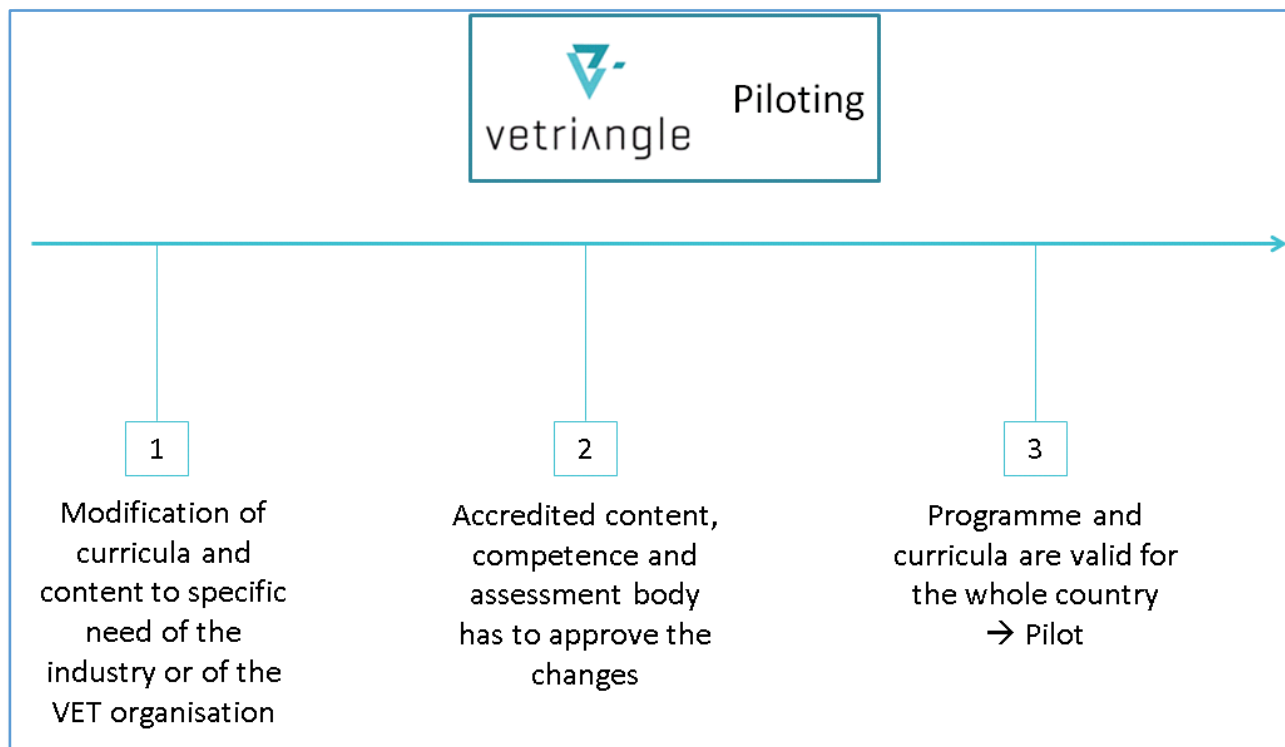 vetriʌngle
Piloting
1
Modification of
curricula and
content to specific
need of the
industry or of the
VET organisation
2
Accredited content,
competence and
assessment body
has to approve the
changes
3
Programme and
curricula are valid for
the whole country
→ Pilot